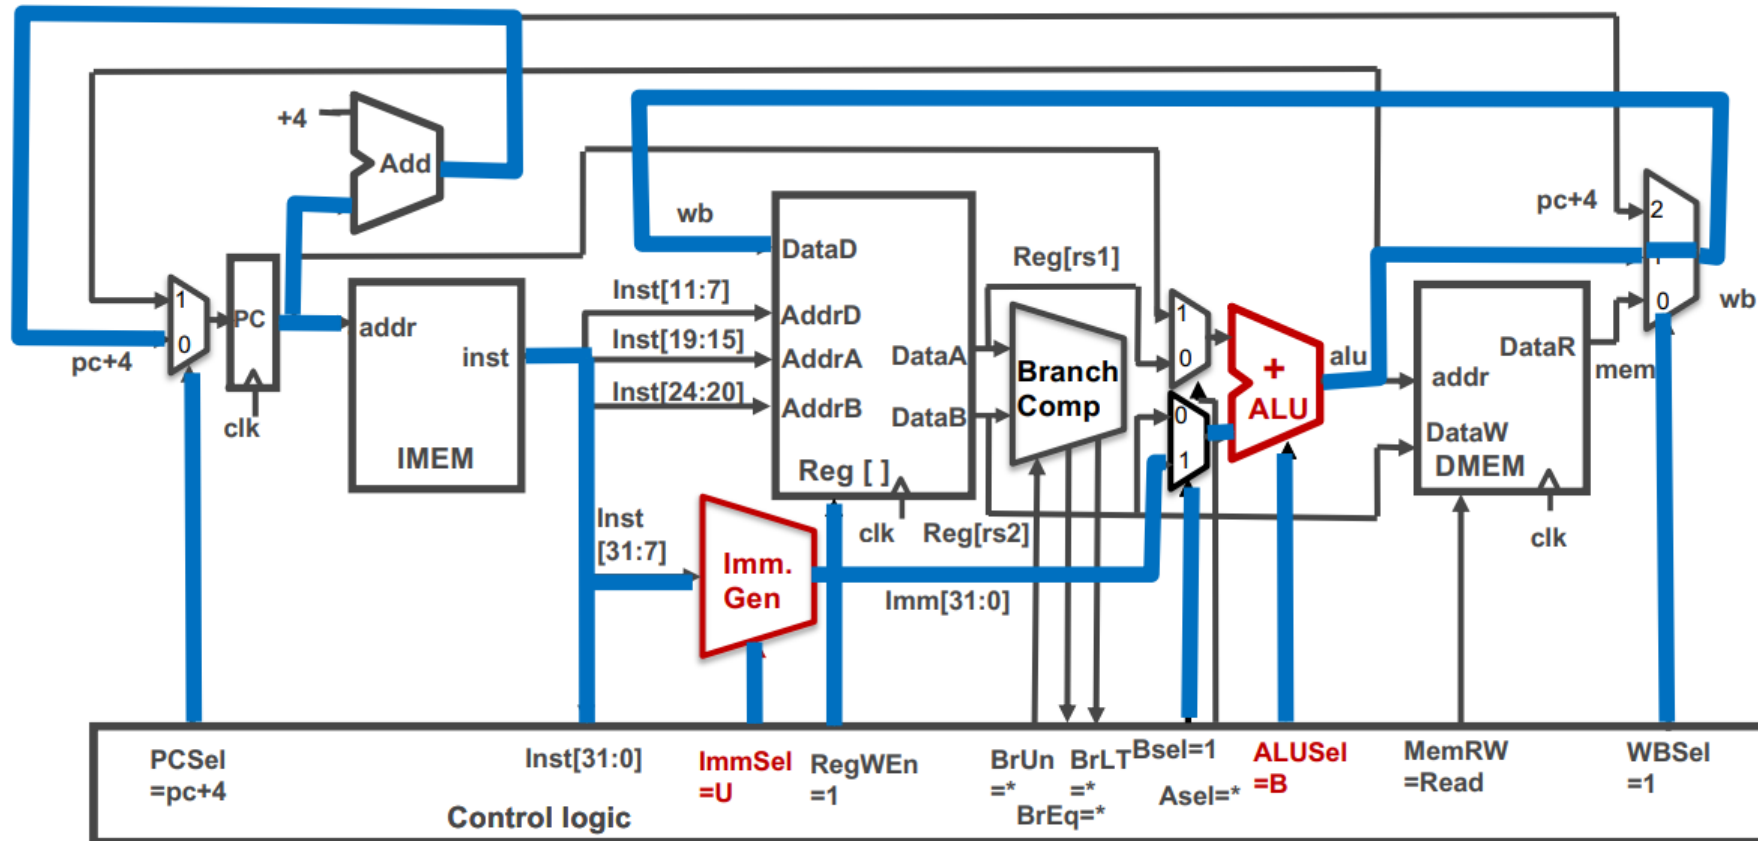 +4
Add
pc+4
2
1
0
wb
wb
DataD
Reg[rs1]
Inst[11:7]
AddrD
Inst[19:15]
AddrA
DataA
Inst[24:20]
AddrB
DataB
Reg [ ]
clk
Reg[rs2]
1
0
pc+4
PC
clk
addr
inst
IMEM
Branch
Comp
1
0
0
1
+
ALU
alu
addr
DataR
mem
DataW
DMEM
clk
Inst
[31:7]
Imm.
Gen
Imm[31:0]
PCSel
=pc+4
Inst[31:0]
ImmSel
=U
RegWEn
=1
BrUn
=*
BrLT
=*
BrEq=*
Bsel=1
Asel=*
ALUSel
=B
MemRW
=Read
WBSel
=1
Control logic